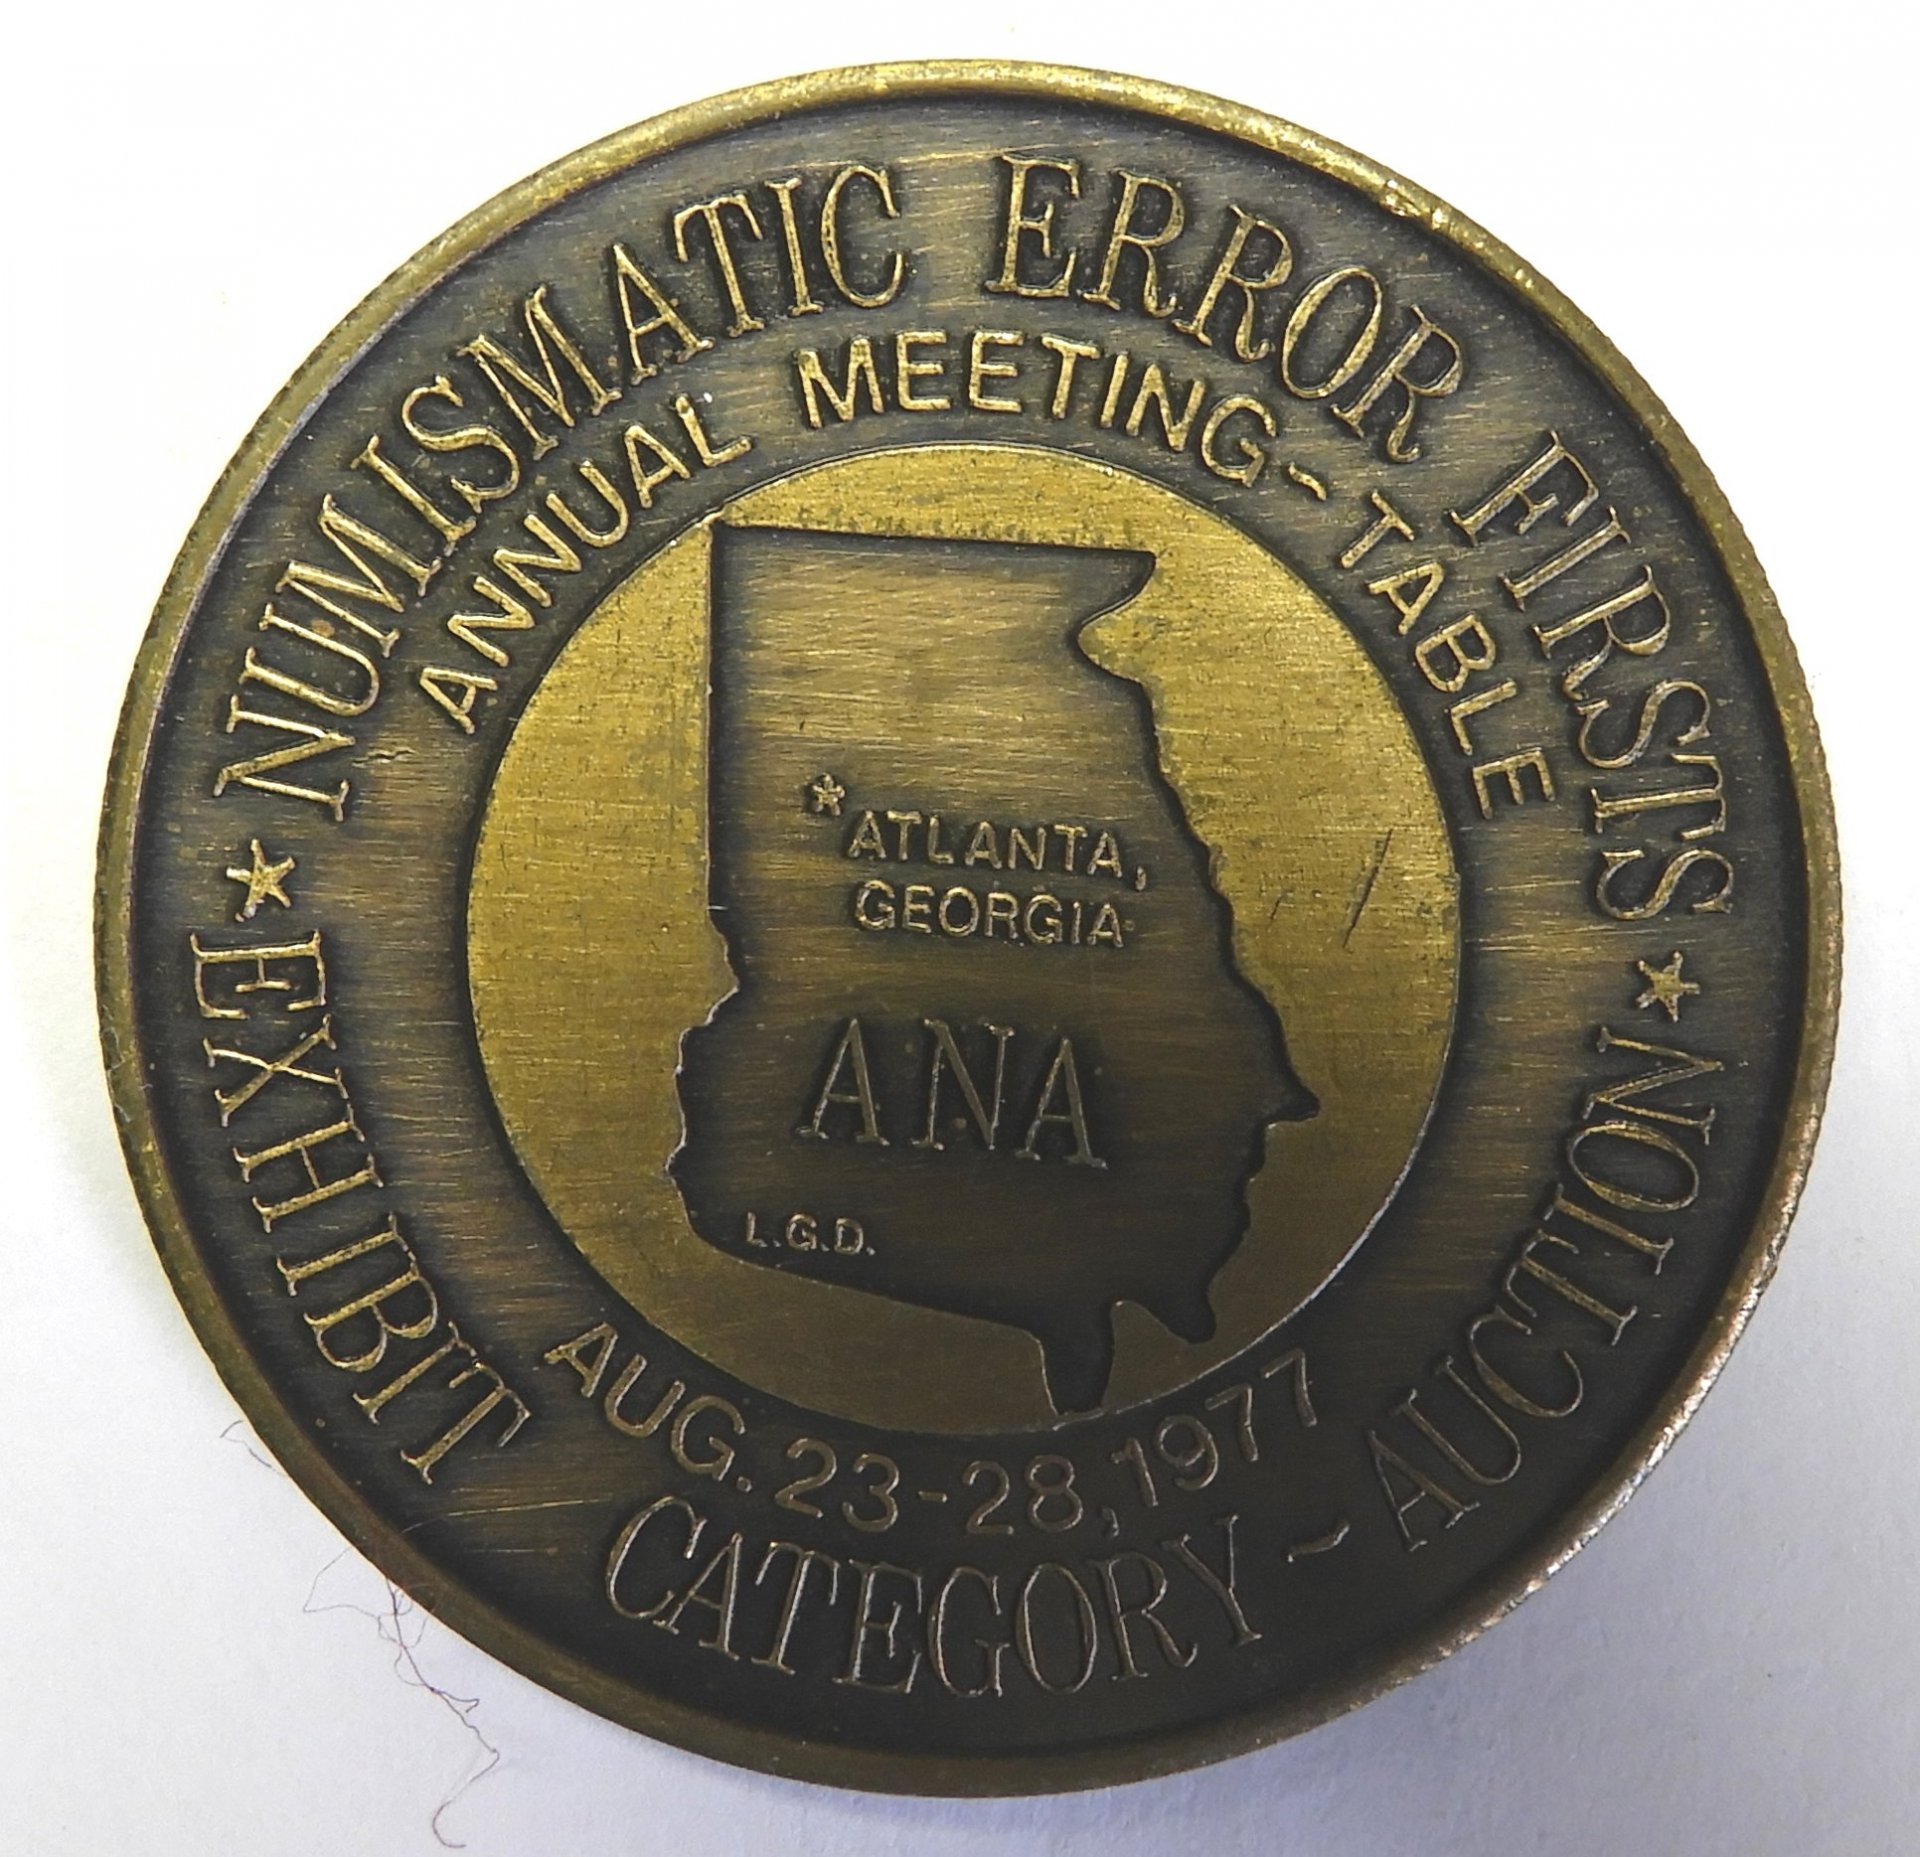 NUMISMATIC ERROR FIRSTS
ANNUAL MEETING-TABLE
*ATLANTA,
GEORGIA
ANA
L.G.D.
AUG. 23-28, 1977
* EXHIBIT CATEGORY - AUCTION *